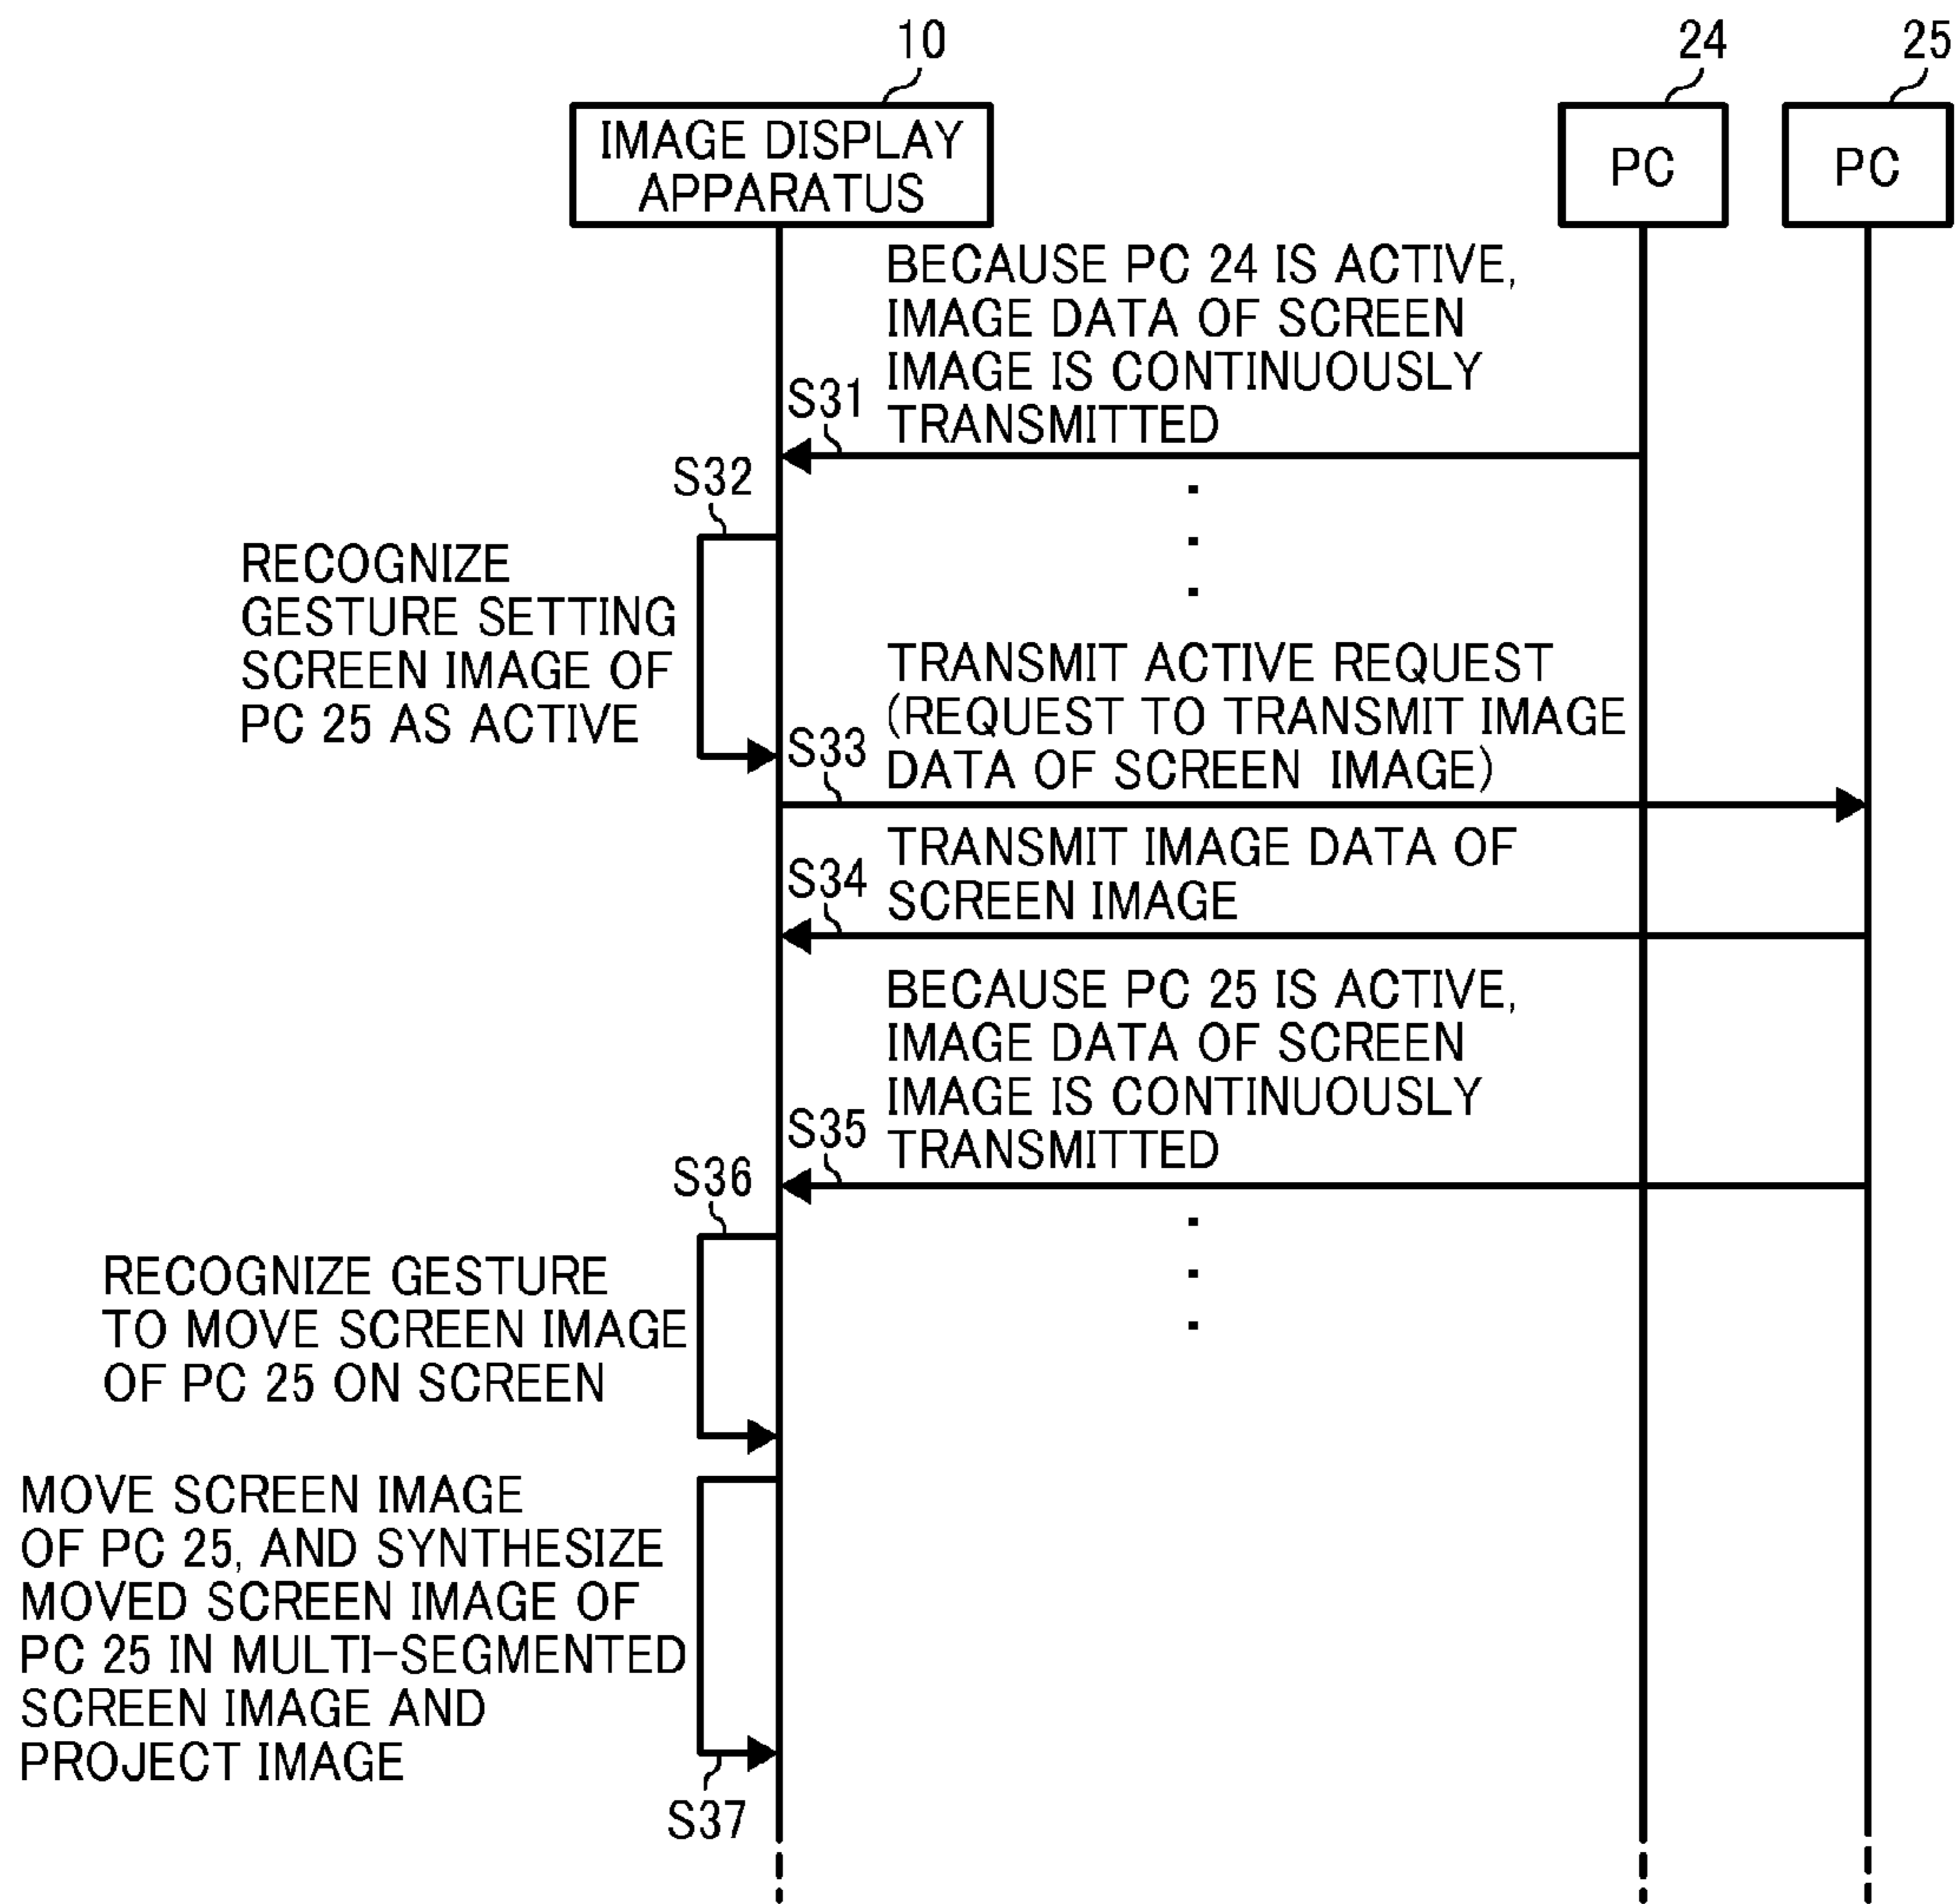 10
24
25
IMAGE DISPLAY
APPARATUS
PC
PC
BECAUSE PC 24 IS ACTIVE,
IMAGE DATA OF SCREEN
IMAGE IS CONTINUOUSLY
TRANSMITTED
S31
S32
RECOGNIZE
GESTURE SETTING
SCREEN IMAGE OF
PC 25 AS ACTIVE
TRANSMIT ACTIVE REQUEST
(REQUEST TO TRANSMIT IMAGE
DATA OF SCREEN IMAGE)
S33
TRANSMIT IMAGE DATA OF
SCREEN IMAGE
S34
BECAUSE PC 25 IS ACTIVE,
IMAGE DATA OF SCREEN
IMAGE IS CONTINUOUSLY
TRANSMITTED
S35
S36
RECOGNIZE GESTURE
TO MOVE SCREEN IMAGE
OF PC 25 ON SCREEN
MOVE SCREEN IMAGE
OF PC 25, AND SYNTHESIZE
MOVED SCREEN IMAGE OF
PC 25 IN MULTI-SEGMENTED
SCREEN IMAGE AND
PROJECT IMAGE
S37